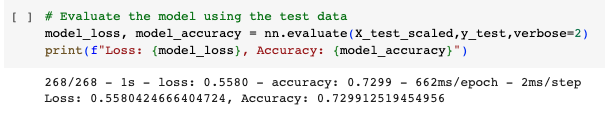 [ ] # Evaluate the model using the test data
model_loss, model_accuracy = nn.evaluate(X_test_scaled,y_test,verbose=2)
print(f"Loss: {model_loss}, Accuracy: {model_accuracy}")
268/268 - 1s - loss: 0.5580 - accuracy: 0.7299 - 662ms/epoch - 2ms/step
Loss: 0.5580424666404724, Accuracy: 0.729912519454956